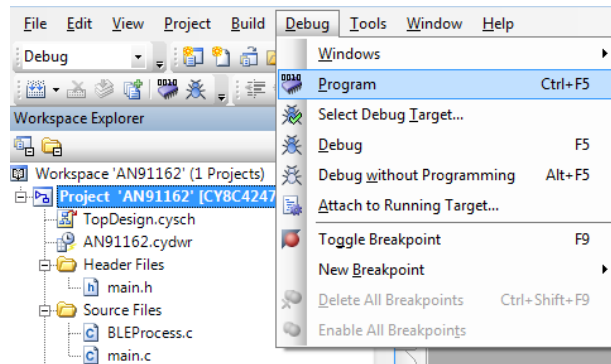 File Edit View Project Build Debug Tools Window Help
Debug
Windows
Program Ctrl+F5
Select Debug Target...
Debug F5
Debug without Programming Alt+F5
Attach to Running Target...
Toggle Breakpoint F9
New Breakpoint
Delete All Breakpoints Ctrl+Shift+F9
Enable All Breakpoints
Workspace Explorer
Workspace 'AN91162' (1 Projects)
Project 'AN91162' [CY8C4247
TopDesign.cysch
AN91162.cydwr
Header Files
main.h
Source Files
BLEProcess.c
main.c